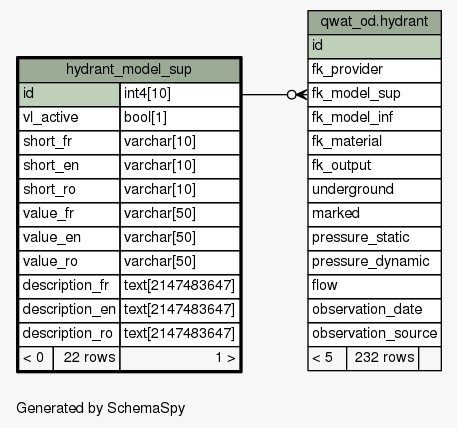 hydrant_model_sup
id int4[10]
vl_active bool[1]
short_fr varchar[10]
short_en varchar[10]
short_ro varchar[10]
value_fr varchar[50]
value_en varchar[50]
value_ro varchar[50]
description_fr text[2147483647]
description_en text[2147483647]
description_ro text[2147483647]
< 0 22 rows 1 >
qwat_od.hydrant
id
fk_provider
fk_model_sup
fk_model_inf
fk_material
fk_output
underground
marked
pressure_static
pressure_dynamic
flow
observation_date
observation_source
< 5 232 rows
Generated by SchemaSpy